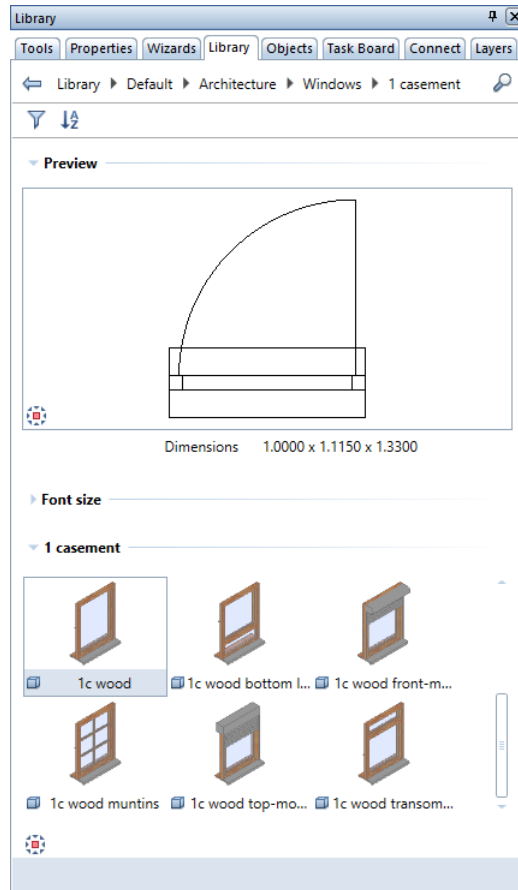 Library
Tools Properties Wizards Library Objects Task Board Connect Layers
Library Default Architecture Windows 1 casement
A
Z
Preview
Dimensions 1.0000 x 1.1150 x 1.3300
Font size
1 casement
1c wood 1c wood bottom l... 1c wood front-m...
1c wood muntins 1c wood top-mo... 1c wood transom...